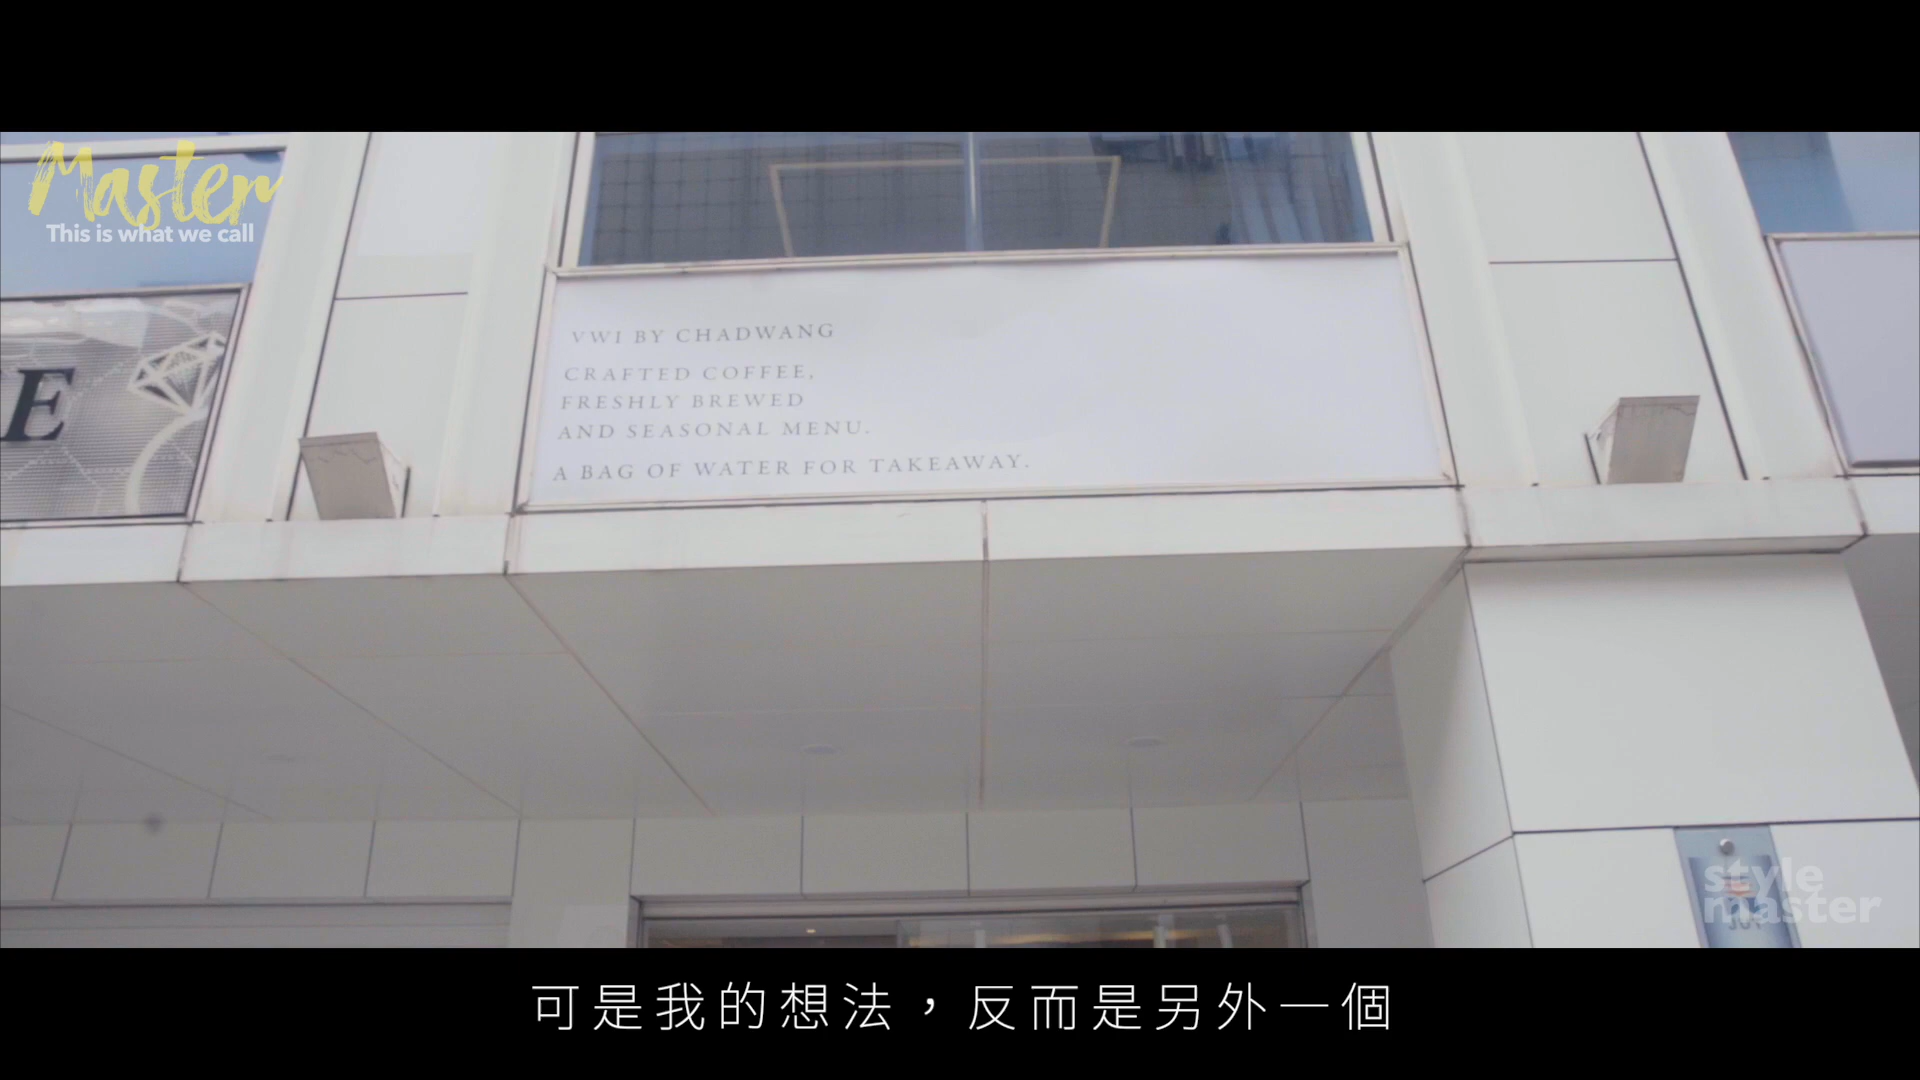 Master
This is what we call
E
VWI BY CHADWANG
CRAFTED COFFEE,
FRESHLY BREWED
AND SEASONAL MENU.
A BAG OF WATER FOR TAKEAWAY.
style
master
可是我的想法，反而是另外一個